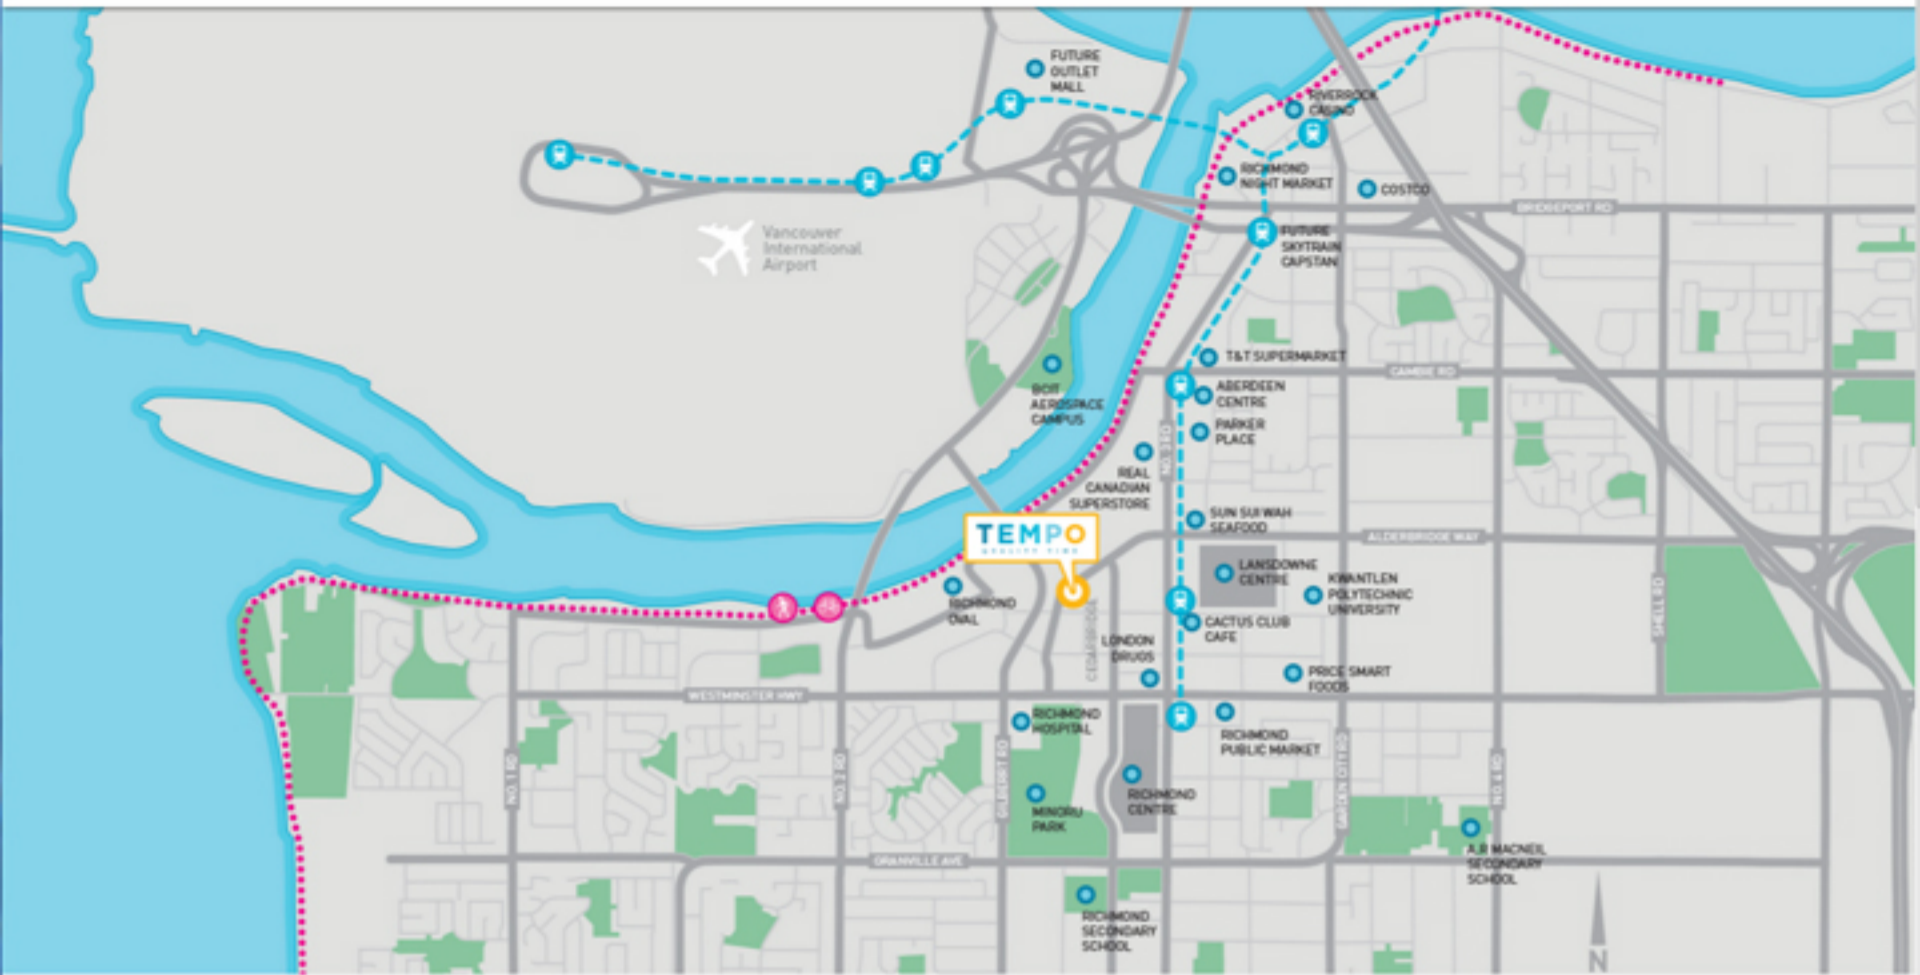 FUTURE
OUTLET
MALL
RIVERROCK
CASINO
RICHMOND
NIGHT MARKET
COSTCO
BRIDGEPORT RD
FUTURE
SKYTRAIN
CAPSTAN
Vancouver
International
Airport
T&T SUPERMARKET
CAMBIE RD
BCIT
AEROSPACE
CAMPUS
ABERDEEN
CENTRE
PARKER
PLACE
NO. 3 RD
REAL
CANADIAN
SUPERSTORE
SUN SUI WAH
SEAFOOD
TEMPO
QUALITY TIME
ALDERBRIDGE WAY
LANSDOWNE
CENTRE
KWANTLEN
POLYTECHNIC
UNIVERSITY
SHELL RD
RICHMOND
OVAL
CACTUS CLUB
CAFE
LONDON
DRUGS
PRICE SMART
FOODS
WESTMINSTER HWY
RICHMOND
HOSPITAL
RICHMOND
PUBLIC MARKET
NO. 1 RD
NO. 2 RD
GILBERT RD
GARDEN CITY RD
NO. 4 RD
MINORU
PARK
RICHMOND
CENTRE
GRANVILLE AVE
A.R MACNEIL
SECONDARY
SCHOOL
RICHMOND
SECONDARY
SCHOOL
N